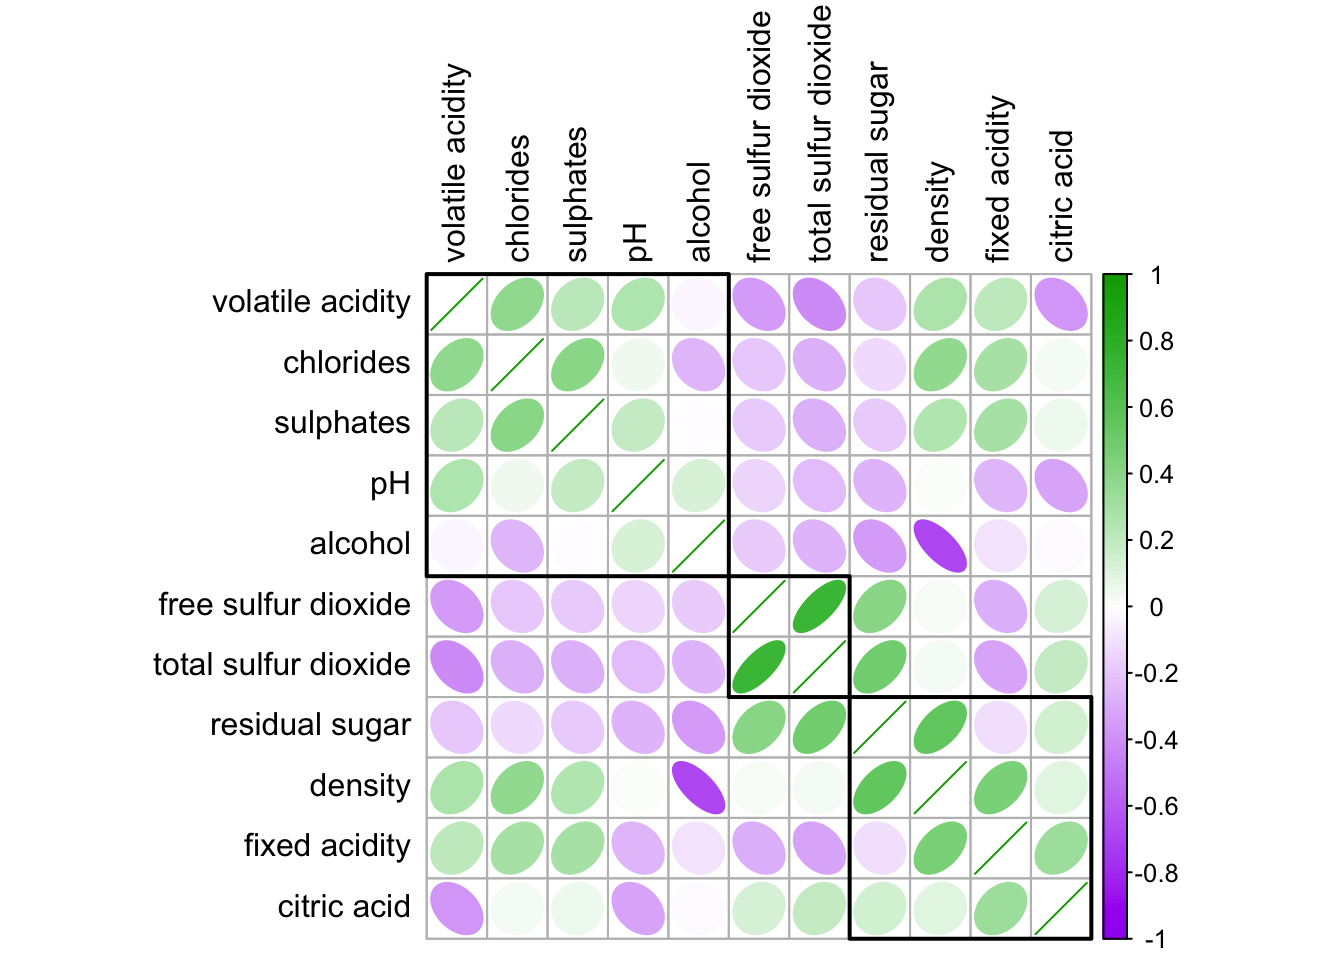 volatile acidity
chlorides
sulphates
pH
alcohol
free sulfur dioxide
total sulfur dioxide
residual sugar
density
fixed acidity
citric acid
volatile acidity
chlorides
sulphates
pH
alcohol
free sulfur dioxide
total sulfur dioxide
residual sugar
density
fixed acidity
citric acid
1
0.8
0.6
0.4
0.2
0
-0.2
-0.4
-0.6
-0.8
-1